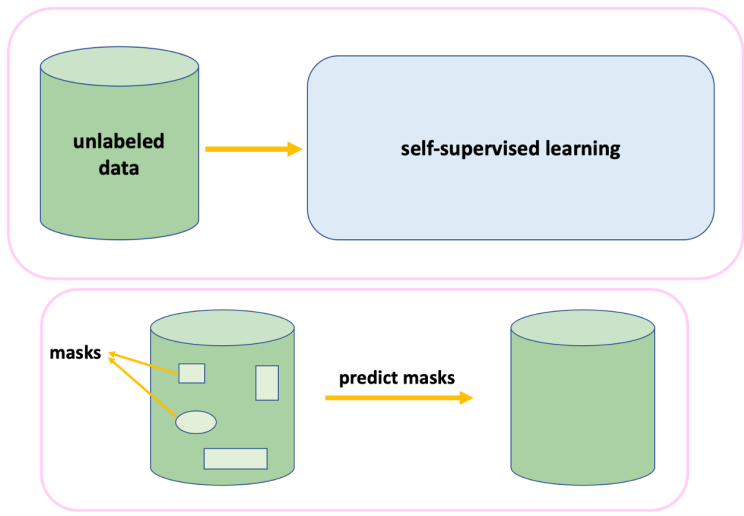 unlabeled
data
self-supervised learning
masks
predict masks